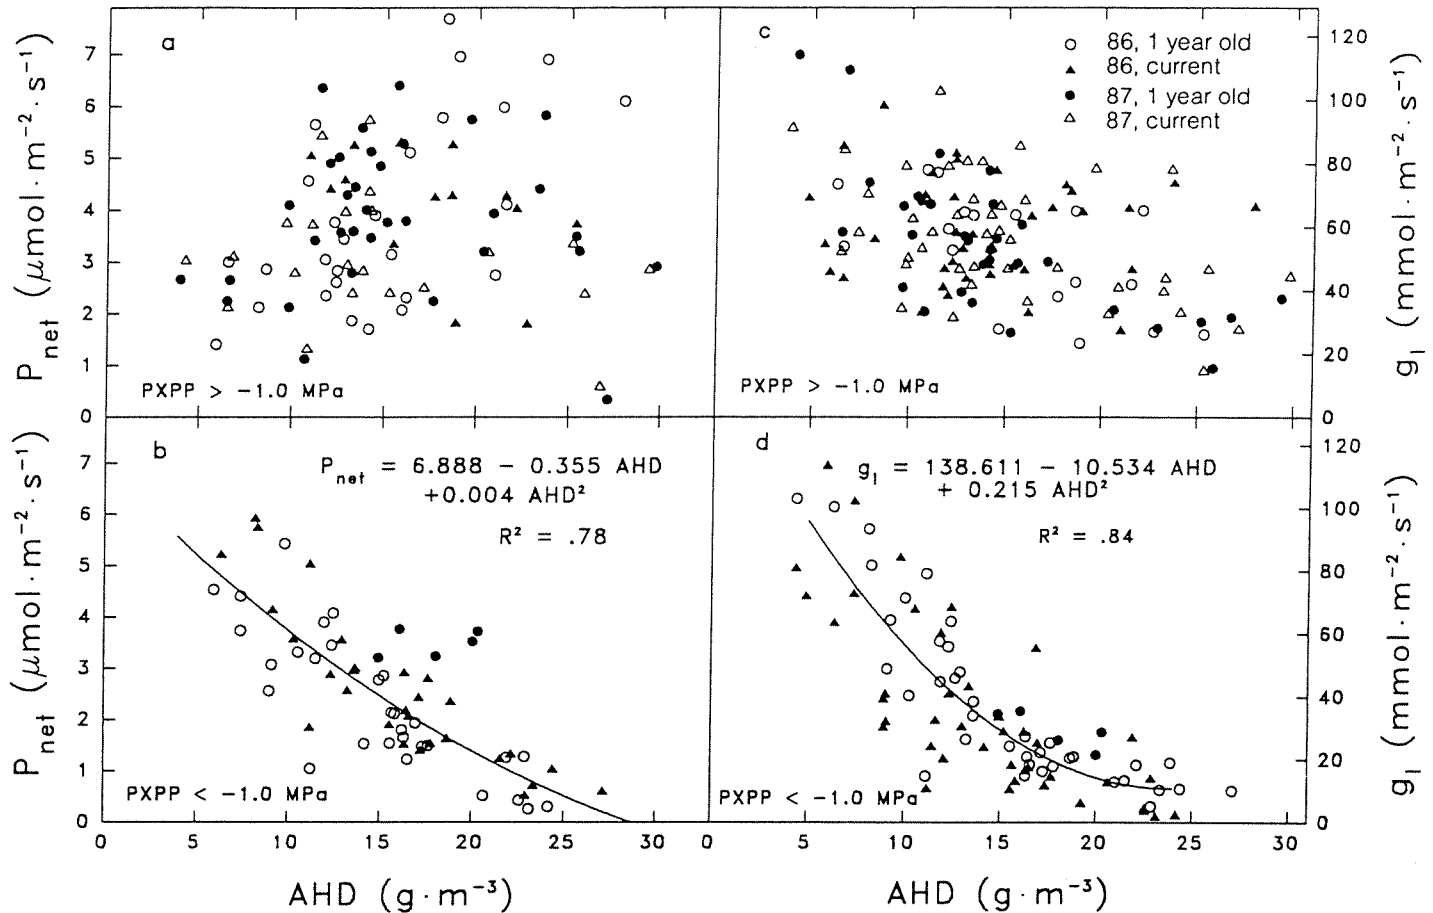 a
7
6
5
4
3
2
1
0
P_net (μmol·m⁻²·s⁻¹)
PXPP > −1.0 MPa
c
86, 1 year old
86, current
87, 1 year old
87, current
120
100
80
60
40
20
0
g_l (mmol·m⁻²·s⁻¹)
PXPP > −1.0 MPa
b
P_net = 6.888 − 0.355 AHD
+0.004 AHD²
R² = .78
7
6
5
4
3
2
1
0
P_net (μmol·m⁻²·s⁻¹)
PXPP < −1.0 MPa
d
g_l = 138.611 − 10.534 AHD
+ 0.215 AHD²
R² = .84
120
100
80
60
40
20
0
g_l (mmol·m⁻²·s⁻¹)
PXPP < −1.0 MPa
0 5 10 15 20 25 30 0 5 10 15 20 25 30
AHD (g·m⁻³) AHD (g·m⁻³)